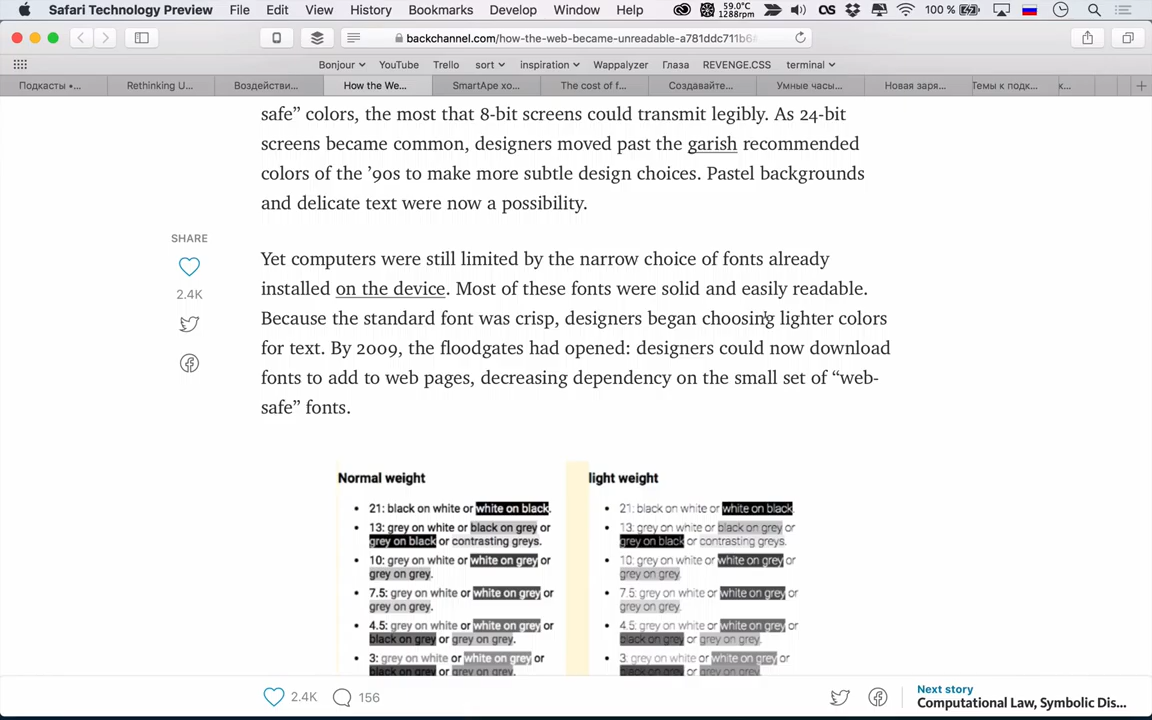 Safari Technology Preview File Edit View History Bookmarks Develop Window Help 59.0°C 1288rpm 100 %
backchannel.com/how-the-web-became-unreadable-a781ddc711b6
Bonjour YouTube Trello sort inspiration Wappalyzer Глаза REVENGE.CSS terminal
Подкасты •... Rethinking U... Воздействи... How the We... SmartApe хо... The cost of f... Создавайте... Умные часы... Новая заря... Темы к подк... к...
safe” colors, the most that 8-bit screens could transmit legibly. As 24-bit
screens became common, designers moved past the garish recommended
colors of the ’90s to make more subtle design choices. Pastel backgrounds
and delicate text were now a possibility.
SHARE
2.4K
Yet computers were still limited by the narrow choice of fonts already
installed on the device. Most of these fonts were solid and easily readable.
Because the standard font was crisp, designers began choosing lighter colors
for text. By 2009, the floodgates had opened: designers could now download
fonts to add to web pages, decreasing dependency on the small set of “web-
safe” fonts.
Normal weight
21: black on white or white on black.
13: grey on white or black on grey or
grey on black or contrasting greys.
10: grey on white or white on grey or
grey on grey.
7.5: grey on white or white on grey or
grey on grey.
4.5: grey on white or white on grey or
black on grey or grey on grey.
3: grey on white or white on grey or
black on grey or grey on grey.
light weight
21: black on white or white on black
13: grey on white or black on grey or
grey on black or contrasting greys.
10: grey on white or white on grey or
grey on grey.
7.5: grey on white or white on grey or
grey on grey.
4.5: grey on white or white on grey or
black on grey or grey on grey.
3: grey on white or white on grey or
black on grey or grey on grey.
2.4K 156
Next story
Computational Law, Symbolic Dis...